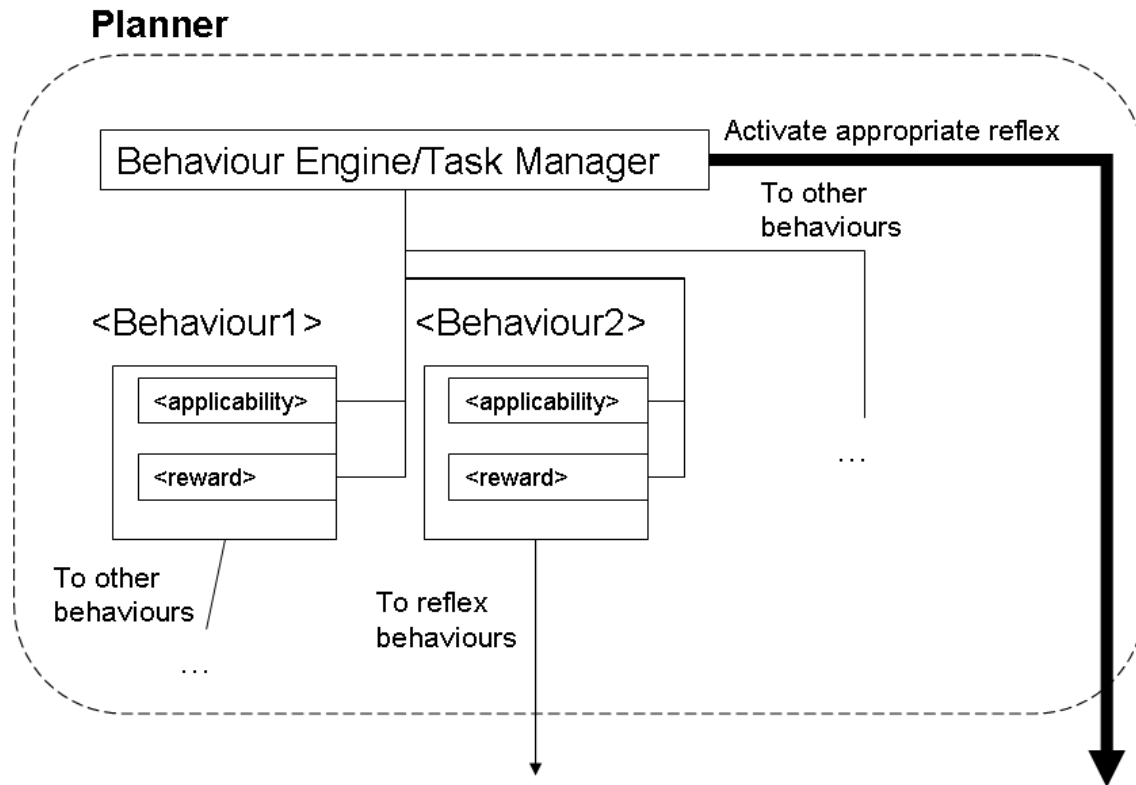 Planner
Activate appropriate reflex
Behaviour Engine/Task Manager
To other
behaviours
<Behaviour1>
<Behaviour2>
<applicability>
<applicability>
<reward>
<reward>
...
To other
behaviours
To reflex
behaviours
...